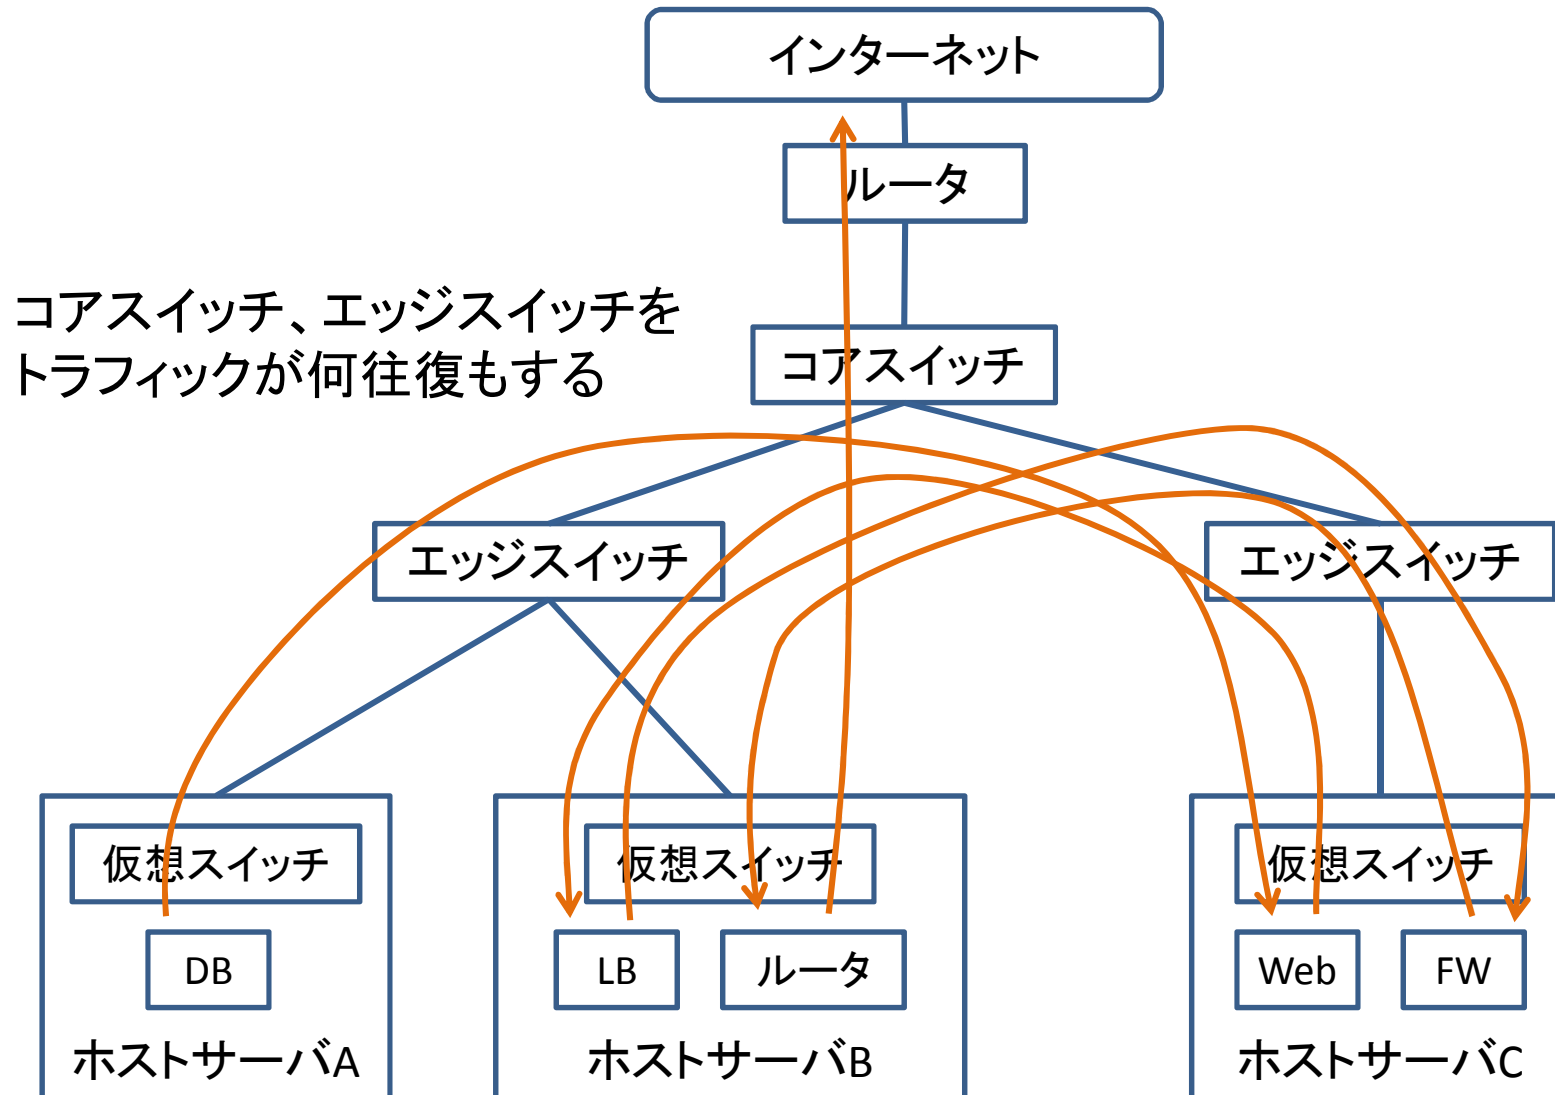 インターネット
ルータ
コアスイッチ、エッジスイッチを
トラフィックが何往復もする
コアスイッチ
エッジスイッチ
エッジスイッチ
仮想スイッチ
仮想スイッチ
仮想スイッチ
DB
LB
ルータ
Web
FW
ホストサーバA
ホストサーバB
ホストサーバC